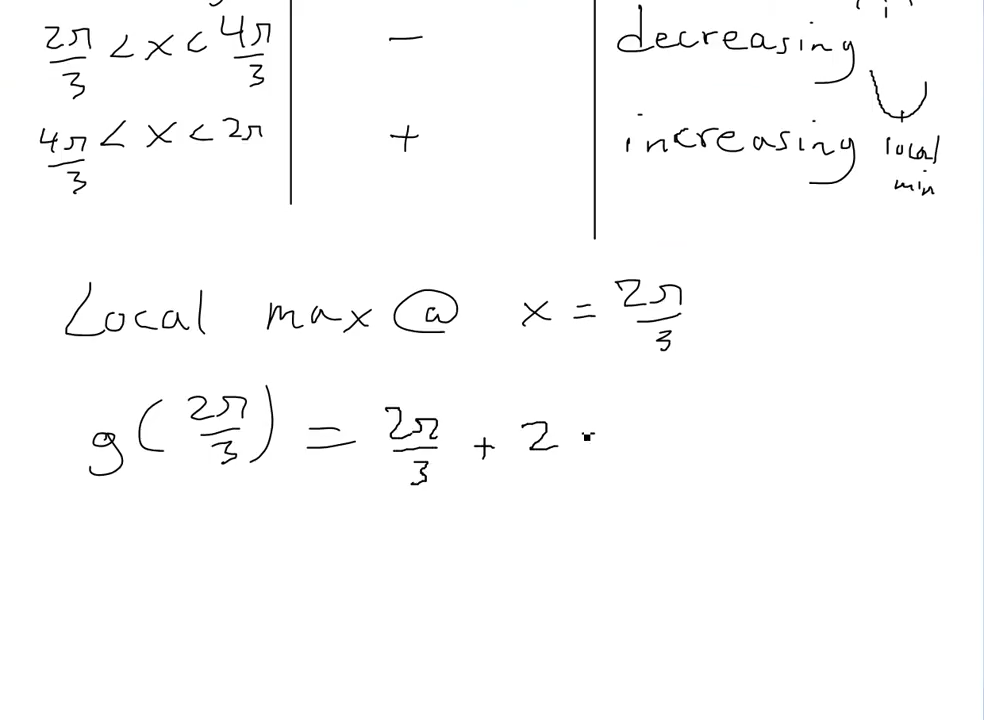 2π/3 < x < 4π/3 − decreasing
4π/3 < x < 2π + increasing local min
Local max @ x = 2π/3
g(2π/3) = 2π/3 + 2 ·